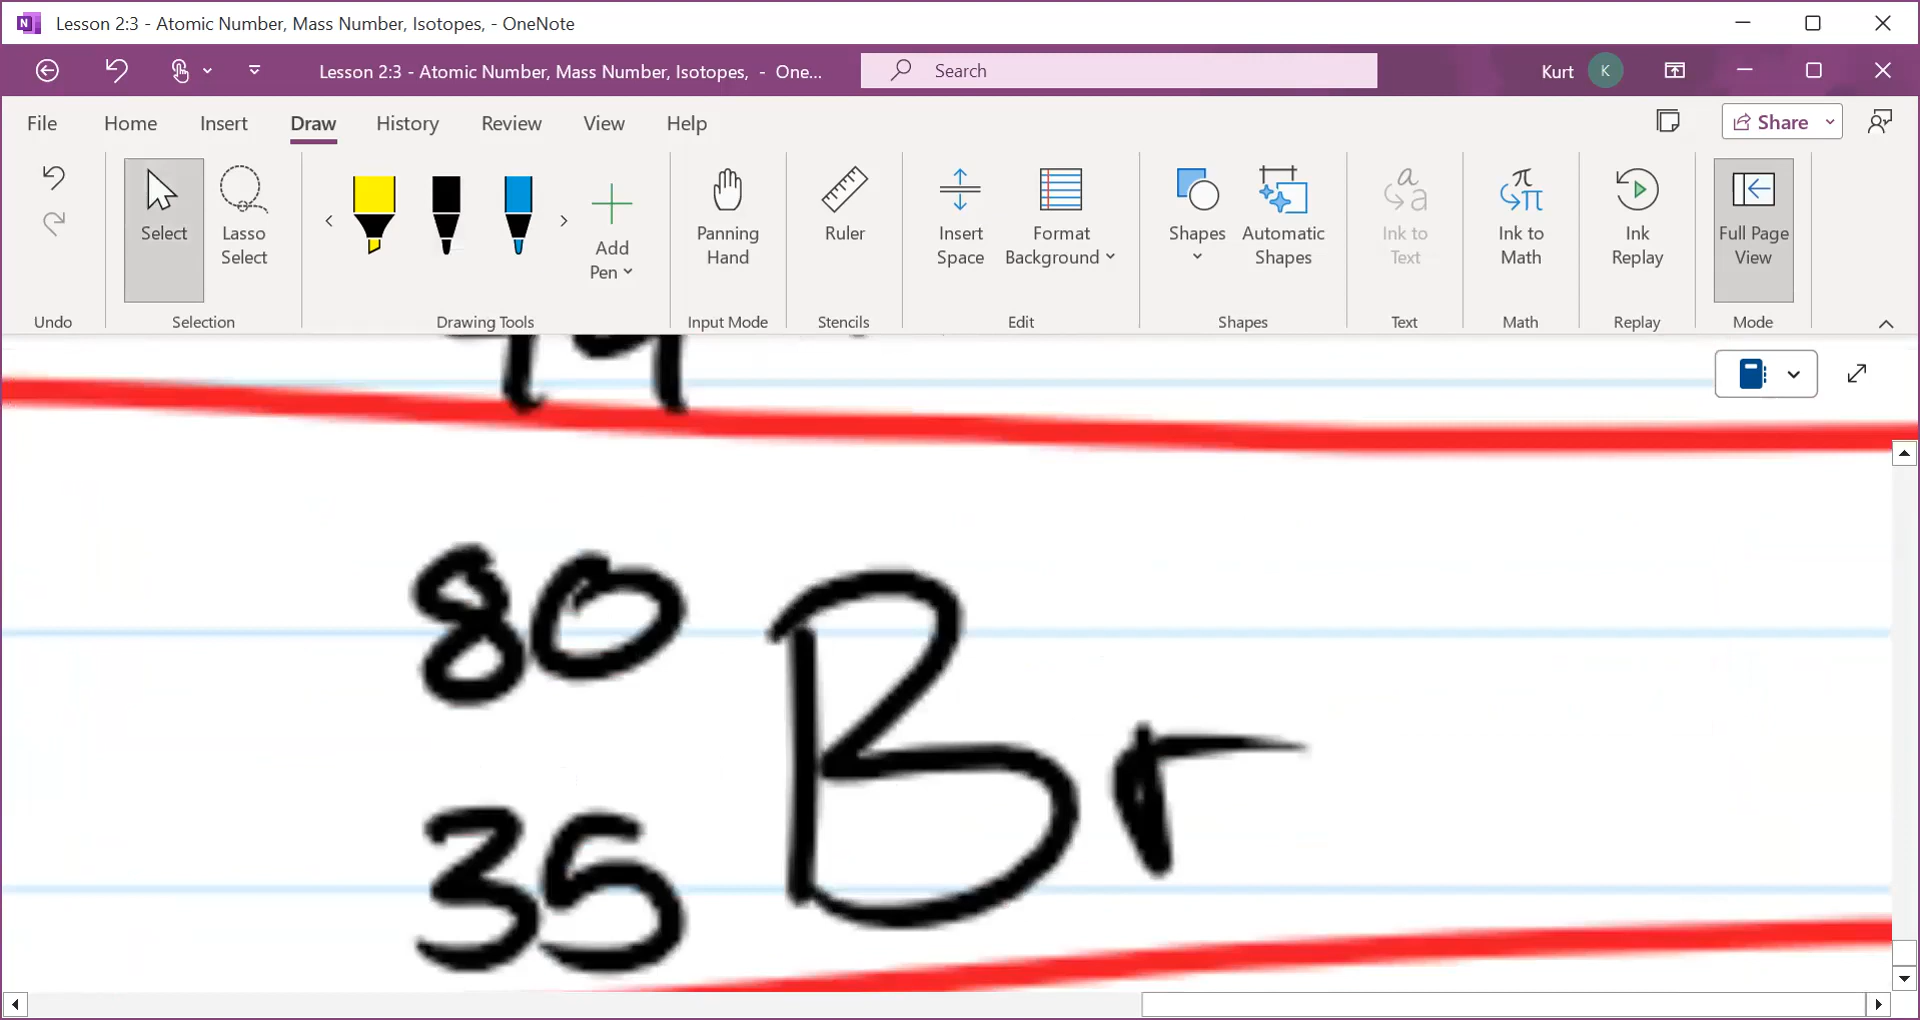 Lesson 2:3 - Atomic Number, Mass Number, Isotopes, - OneNote
Lesson 2:3 - Atomic Number, Mass Number, Isotopes, - One...
Search
Kurt
K
File
Home
Insert
Draw
History
Review
View
Help
Share
Select
Lasso
Select
Add
Pen
Panning
Hand
Ruler
Insert
Space
Format
Background
Shapes
Automatic
Shapes
Ink to
Text
Ink to
Math
Ink
Replay
Full Page
View
Undo
Selection
Drawing Tools
Input Mode
Stencils
Edit
Shapes
Text
Math
Replay
Mode
80
Br
35